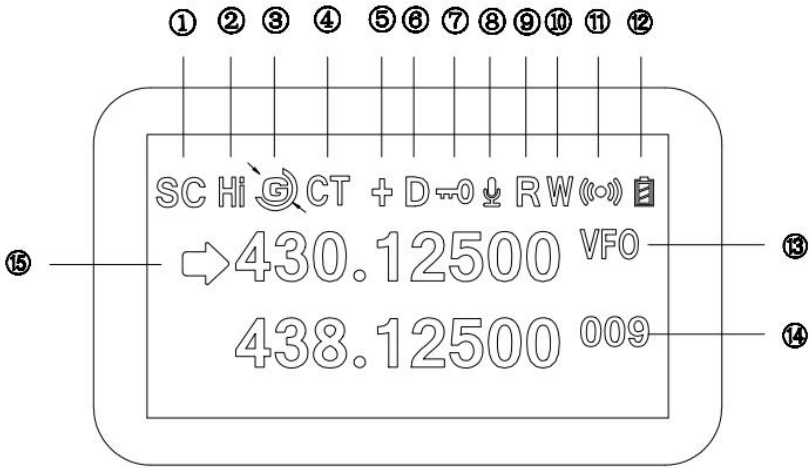 ① ② ③ ④ ⑤ ⑥ ⑦ ⑧ ⑨ ⑩ ⑪ ⑫
SC Hi G CT + D R W
⑮ 430.12500 VFO ⑬
438.12500 009 ⑭